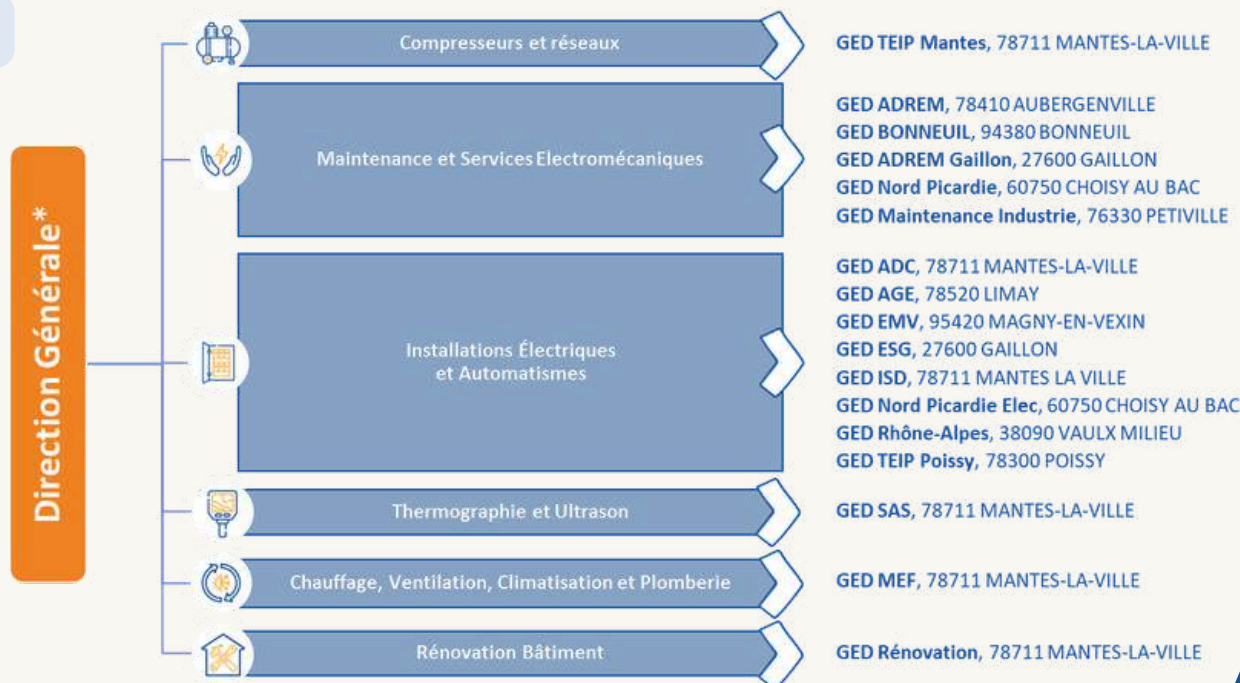 Direction Générale*
Compresseurs et réseaux
GED TEIP Mantes, 78711 MANTES-LA-VILLE
Maintenance et Services Electromécaniques
GED ADREM, 78410 AUBERGENVILLE
GED BONNEUIL, 94380 BONNEUIL
GED ADREM Gaillon, 27600 GAILLON
GED Nord Picardie, 60750 CHOISY AU BAC
GED Maintenance Industrie, 76330 PETIVILLE
Installations Électriques
et Automatismes
GED ADC, 78711 MANTES-LA-VILLE
GED AGE, 78520 LIMAY
GED EMV, 95420 MAGNY-EN-VEXIN
GED ESG, 27600 GAILLON
GED ISD, 78711 MANTES LA VILLE
GED Nord Picardie Elec, 60750 CHOISY AU BAC
GED Rhône-Alpes, 38090 VAULX MILIEU
GED TEIP Poissy, 78300 POISSY
Thermographie et Ultrason
GED SAS, 78711 MANTES-LA-VILLE
Chauffage, Ventilation, Climatisation et Plomberie
GED MEF, 78711 MANTES-LA-VILLE
Rénovation Bâtiment
GED Rénovation, 78711 MANTES-LA-VILLE